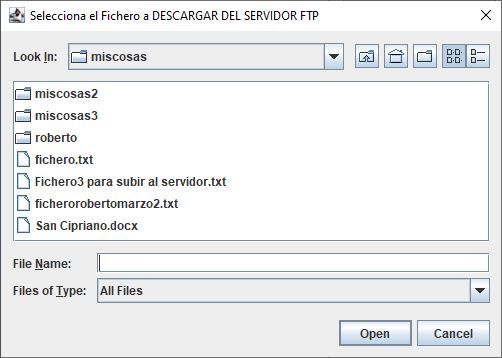 Selecciona el Fichero a DESCARGAR DEL SERVIDOR FTP
Look In: miscosas
miscosas2
miscosas3
roberto
fichero.txt
Fichero3 para subir al servidor.txt
ficherorobertomarzo2.txt
San Cipriano.docx
File Name:
Files of Type: All Files
Open Cancel